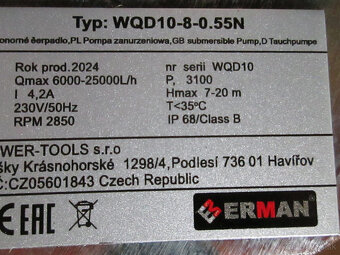 Typ: WQD10-8-0.55N
onorné čerpadlo,PL Pompa zanurzeniowa,GB submersible Pump,D Tauchpumpe
Rok prod.2024 nr serii WQD10
Qmax 6000-25000L/h P, 3100
I 4,2A Hmax 7-20 m
230V/50Hz T<35°C
RPM 2850 IP 68/Class B
WER-TOOLS s.r.o
šky Krásnohorské 1298/4,Podlesí 736 01 Havířov
C:CZ05601843 Czech Republic
CE EAC ERMAN